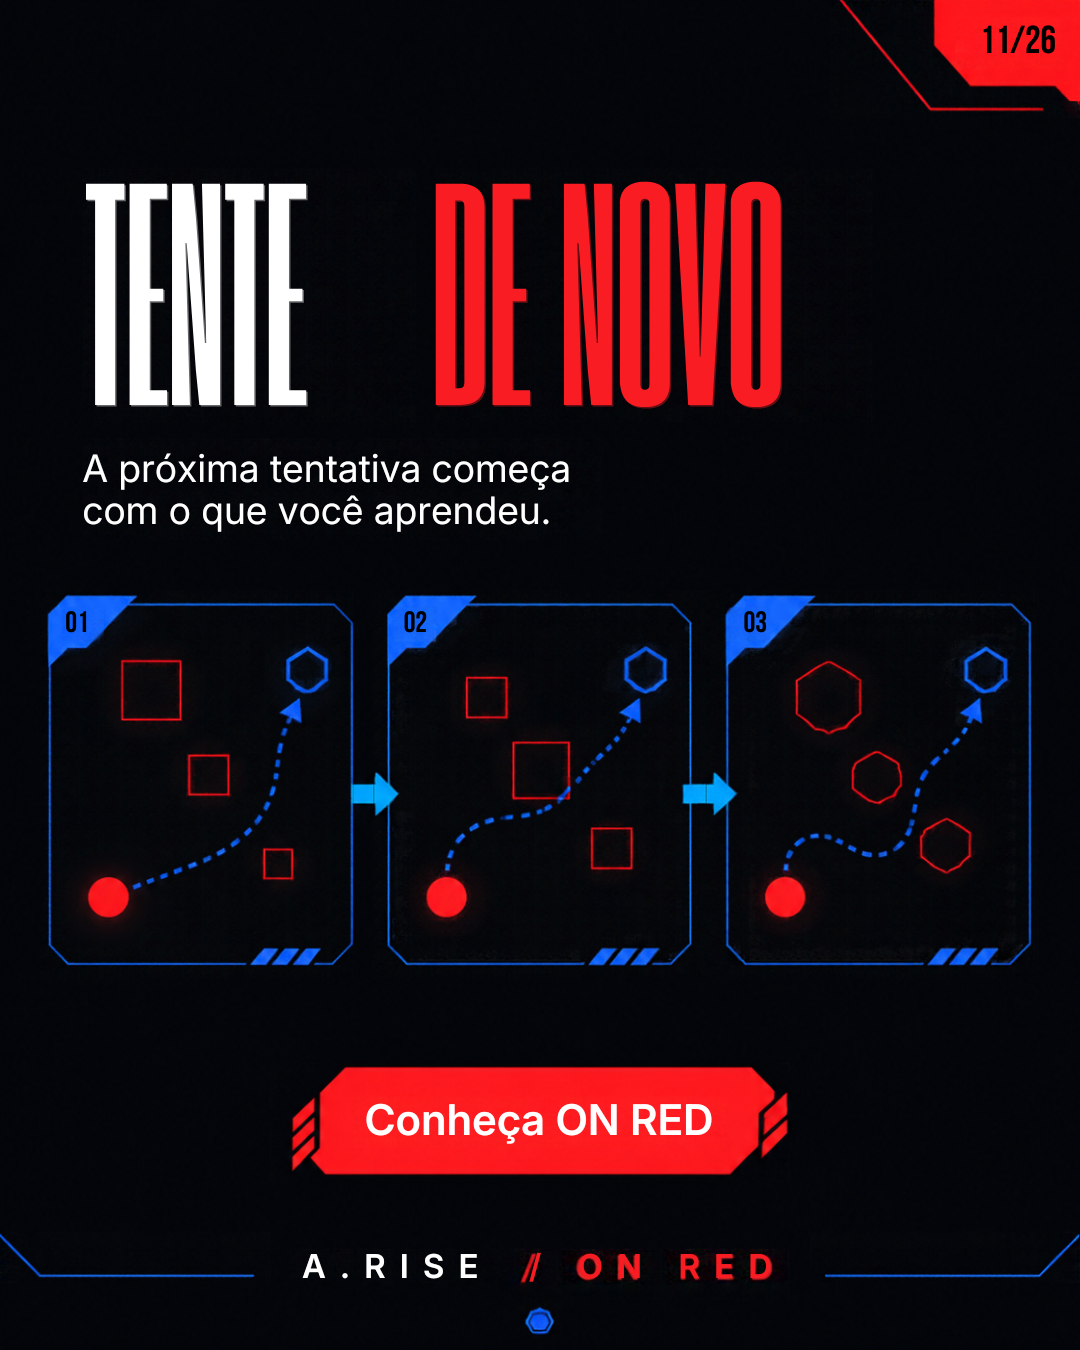 11/26
TENTE DE NOVO
A próxima tentativa começa
com o que você aprendeu.
01
02
03
Conheça ON RED
A.RISE // ON RED